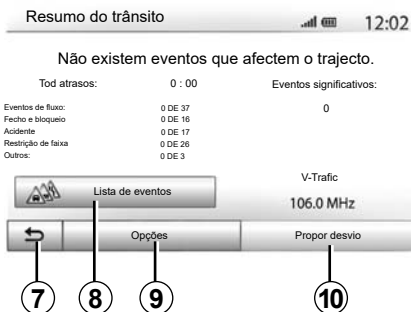 Resumo do trânsito 12:02
Não existem eventos que afectem o trajecto.
Tod atrasos: 0 : 00 Eventos significativos:
0
Eventos de fluxo: 0 DE 37
Fecho e bloqueio 0 DE 16
Acidente 0 DE 17
Restrição de faixa 0 DE 26
Outros: 0 DE 3
V-Trafic
Lista de eventos
106.0 MHz
Opções Propor desvio
7 8 9 10